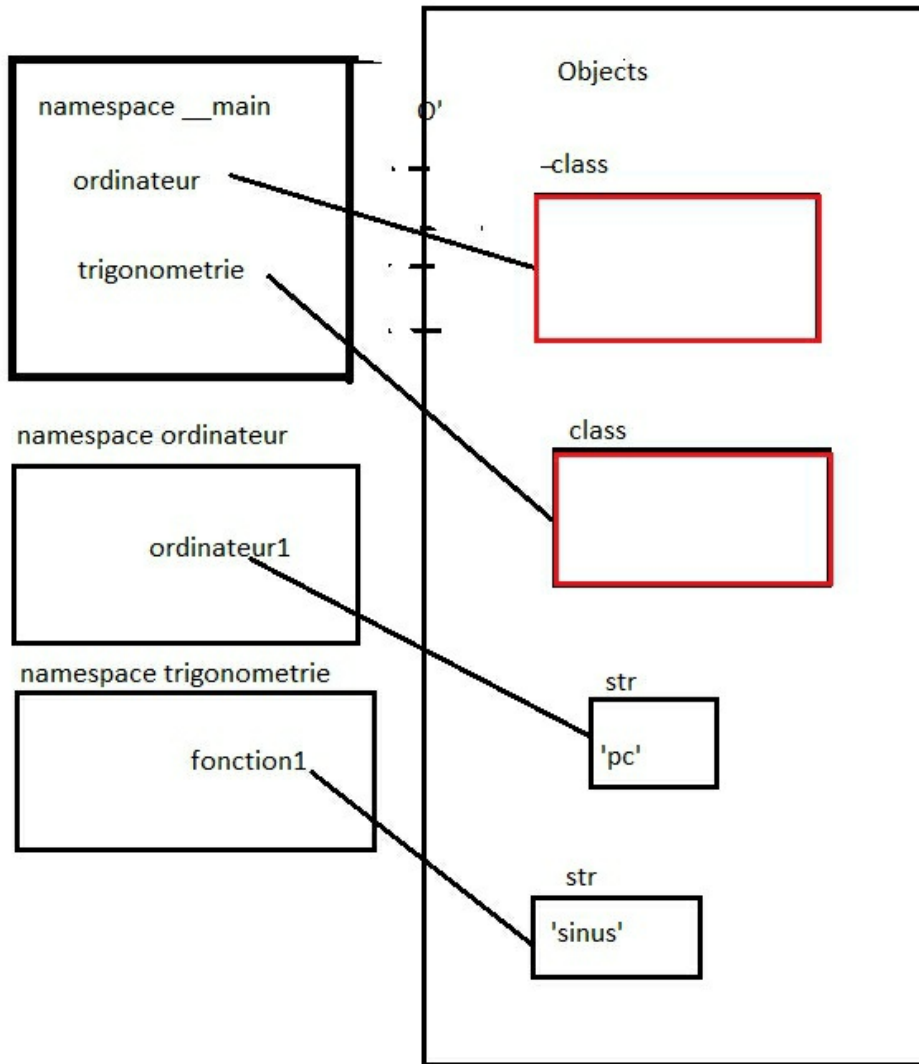 Objects
namespace __main
ordinateur
trigonometrie
class
namespace ordinateur
ordinateur1
class
namespace trigonometrie
fonction1
str
'pc'
str
'sinus'